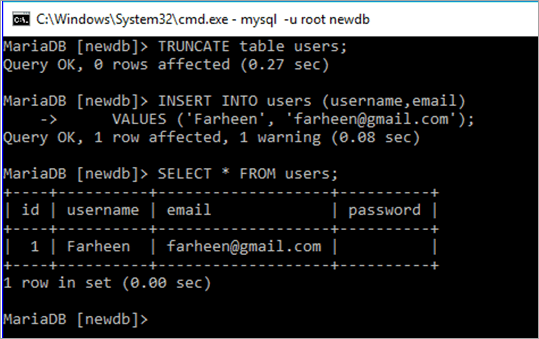 C:\Windows\System32\cmd.exe - mysql -u root newdb
MariaDB [newdb]> TRUNCATE table users;
Query OK, 0 rows affected (0.27 sec)
MariaDB [newdb]> INSERT INTO users (username,email)
    ->     VALUES ('Farheen', 'farheen@gmail.com');
Query OK, 1 row affected, 1 warning (0.08 sec)
MariaDB [newdb]> SELECT * FROM users;
+----+----------+-------------------+----------+
| id | username | email             | password |
+----+----------+-------------------+----------+
|  1 | Farheen  | farheen@gmail.com |          |
+----+----------+-------------------+----------+
1 row in set (0.00 sec)
MariaDB [newdb]>